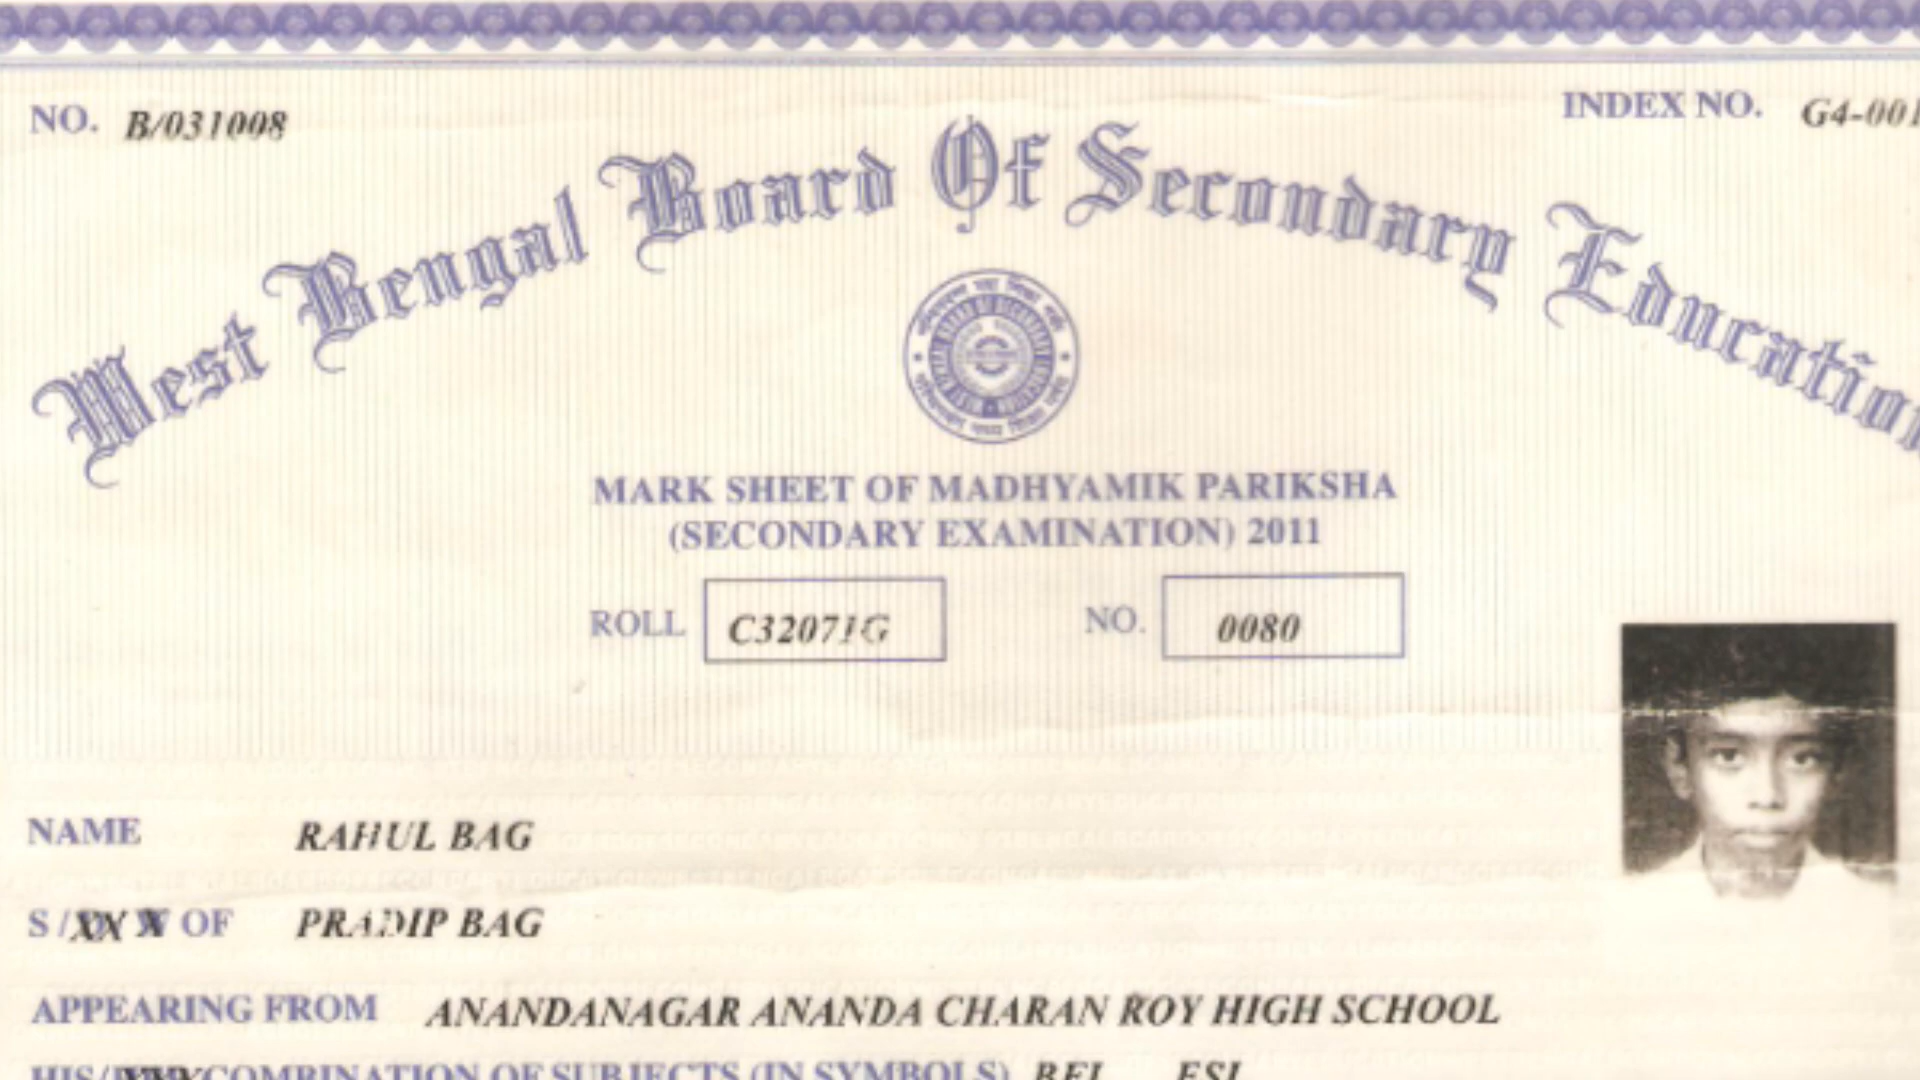 NO. B/031008 INDEX NO. G4-001
West Bengal Board Of Secondary Education
MARK SHEET OF MADHYAMIK PARIKSHA
(SECONDARY EXAMINATION) 2011
ROLL C32071G NO. 0080
NAME RAHUL BAG
S / OF PRADIP BAG
APPEARING FROM ANANDANAGAR ANANDA CHARAN ROY HIGH SCHOOL
HIS/ COMBINATION OF SUBJECTS (IN SYMBOLS) BFL ESL